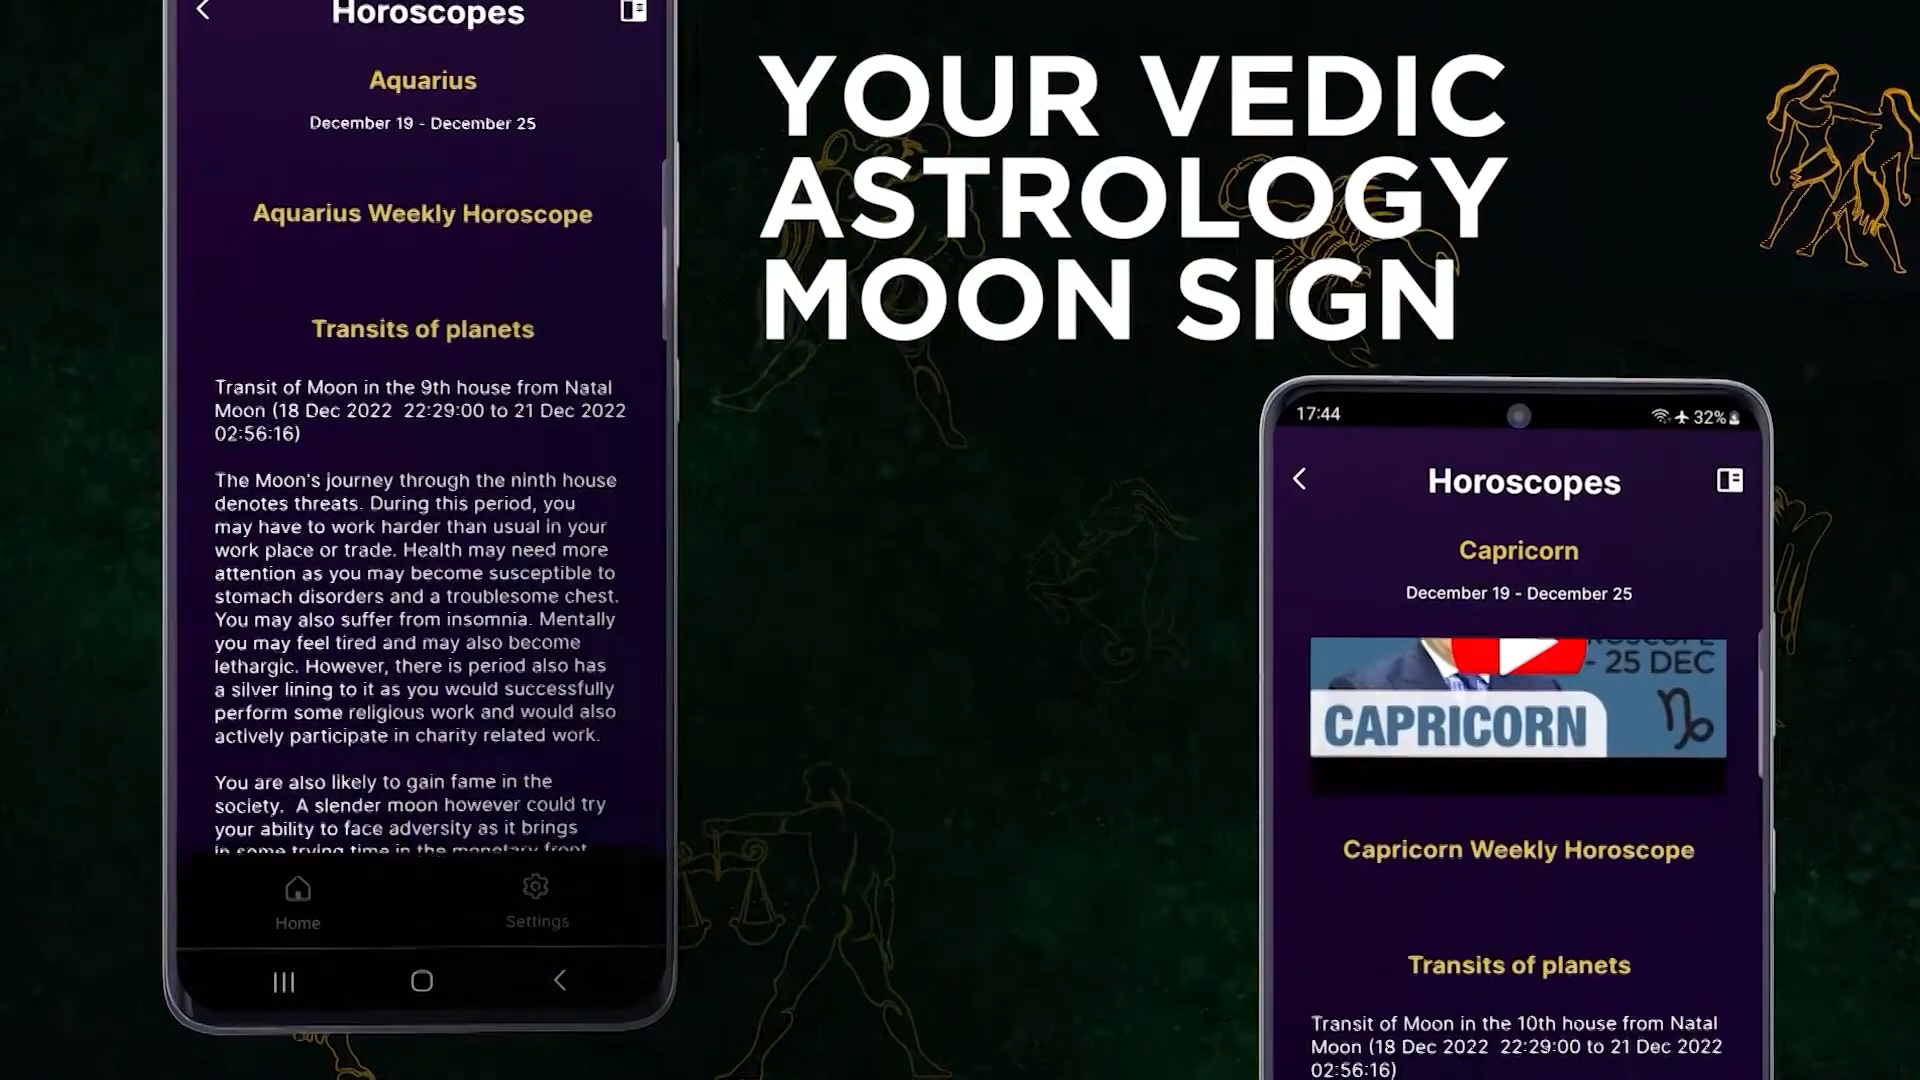 Horoscopes
Aquarius
December 19 - December 25
Aquarius Weekly Horoscope
Transits of planets
Transit of Moon in the 9th house from Natal
Moon (18 Dec 2022  22:29:00 to 21 Dec 2022
02:56:16)
The Moon's journey through the ninth house
denotes threats. During this period, you
may have to work harder than usual in your
work place or trade. Health may need more
attention as you may become susceptible to
stomach disorders and a troublesome chest.
You may also suffer from insomnia. Mentally
you may feel tired and may also become
lethargic. However, there is period also has
a silver lining to it as you would successfully
perform some religious work and would also
actively participate in charity related work.
You are also likely to gain fame in the
society.  A slender moon however could try
your ability to face adversity as it brings
in some trying time in the monetary front
Home
Settings
YOUR VEDIC
ASTROLOGY
MOON SIGN
17:44
32%
Horoscopes
Capricorn
December 19 - December 25
- 25 DEC
CAPRICORN
Capricorn Weekly Horoscope
Transits of planets
Transit of Moon in the 10th house from Natal
Moon (18 Dec 2022  22:29:00 to 21 Dec 2022
02:56:16)